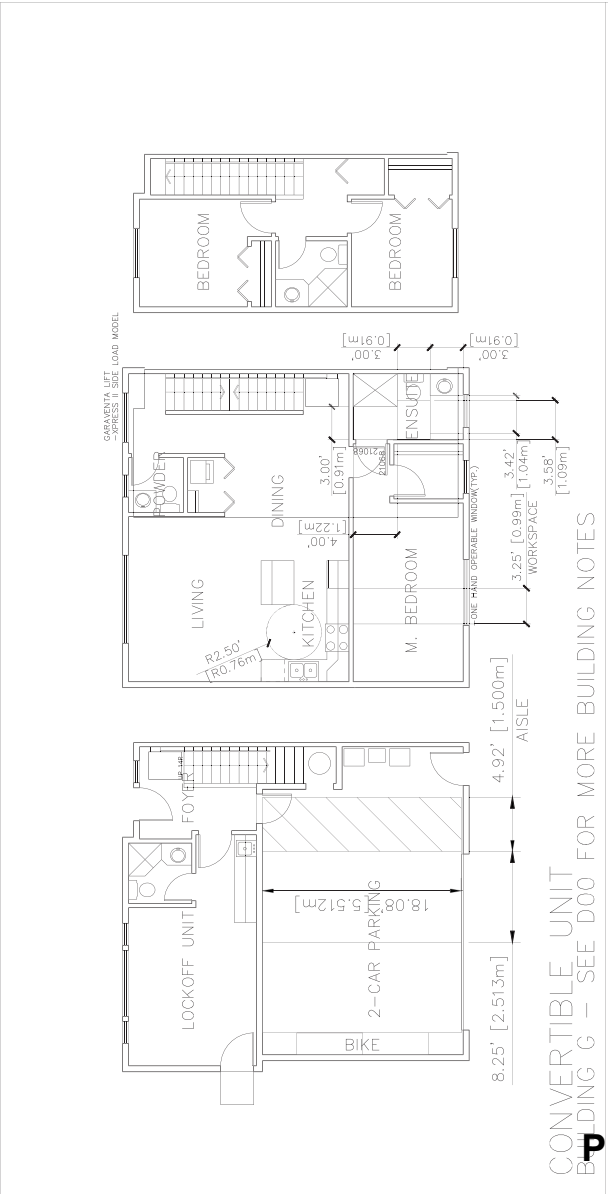 BEDROOM
BEDROOM
GARAVENTA LIFT
-XPRESS II SIDE LOAD MODEL
3.00'
[0.91m]
3.00'
[0.91m]
ENSUITE
21068
21068
3.00'
[0.91m]
3.42'
[1.04m]
3.58'
[1.09m]
POWDER
DINING
4.00'
[1.22m]
ONE HAND OPERABLE WINDOW(TYP.)
3.25' [0.99m]
WORKSPACE
LIVING
KITCHEN
M. BEDROOM
R2.50'
[R0.76m]
UP 14R
FOYER
4.92' [1.500m]
AISLE
18.08' [5.512m]
LOCKOFF UNIT
2-CAR PARKING
8.25' [2.513m]
BIKE
CONVERTIBLE UNIT
BUILDING G - SEE D00 FOR MORE BUILDING NOTES
P